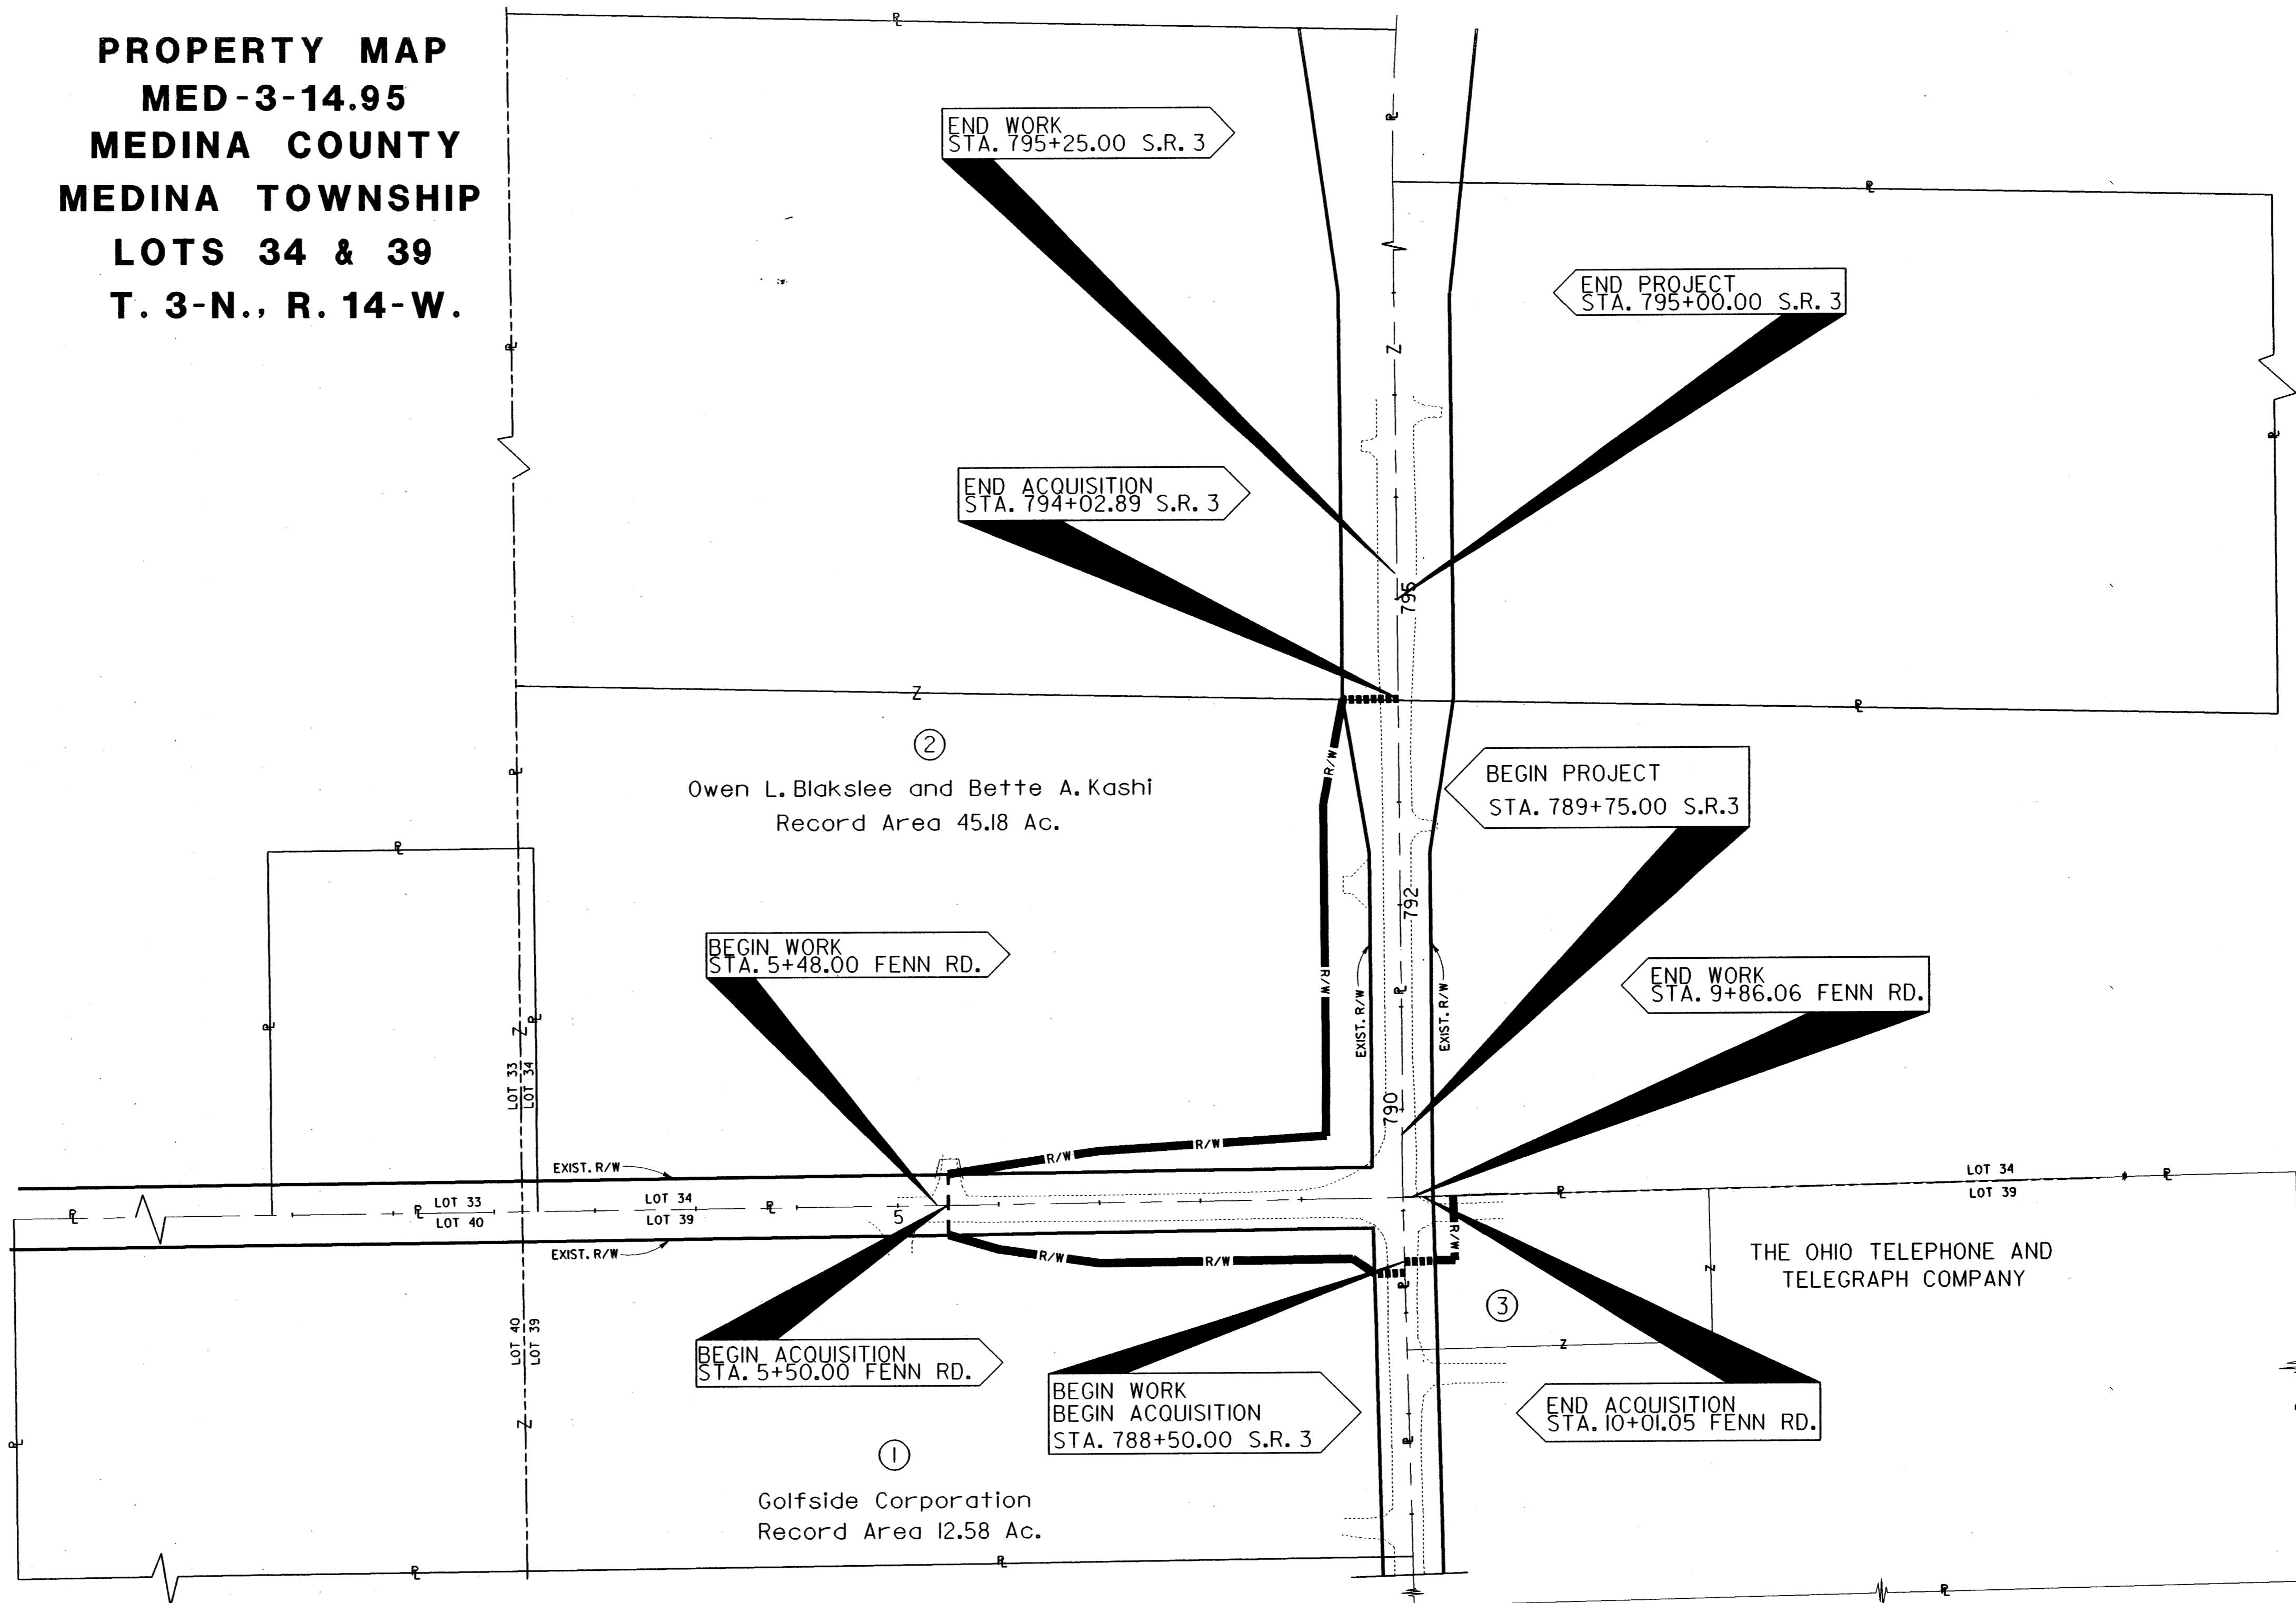 PROPERTY MAP
MED-3-14.95
MEDINA COUNTY
MEDINA TOWNSHIP
LOTS 34 & 39
T. 3-N., R. 14-W.
END WORK
STA. 795+25.00 S.R. 3
END PROJECT
STA. 795+00.00 S.R. 3
END ACQUISITION
STA. 794+02.89 S.R. 3
795
2
Owen L. Blakslee and Bette A. Kashi
Record Area 45.18 Ac.
R/W
BEGIN PROJECT
STA. 789+75.00 S.R.3
792
BEGIN WORK
STA. 5+48.00 FENN RD.
R/W
EXIST. R/W
EXIST. R/W
END WORK
STA. 9+86.06 FENN RD.
LOT 33
LOT 34
790
R/W
R/W
EXIST. R/W
LOT 33
LOT 40
LOT 34
LOT 39
5
LOT 34
LOT 39
EXIST. R/W
R/W
R/W
R/W
THE OHIO TELEPHONE AND
TELEGRAPH COMPANY
3
LOT 40
LOT 39
BEGIN ACQUISITION
STA. 5+50.00 FENN RD.
BEGIN WORK
BEGIN ACQUISITION
STA. 788+50.00 S.R. 3
END ACQUISITION
STA. 10+01.05 FENN RD.
1
Golfside Corporation
Record Area 12.58 Ac.